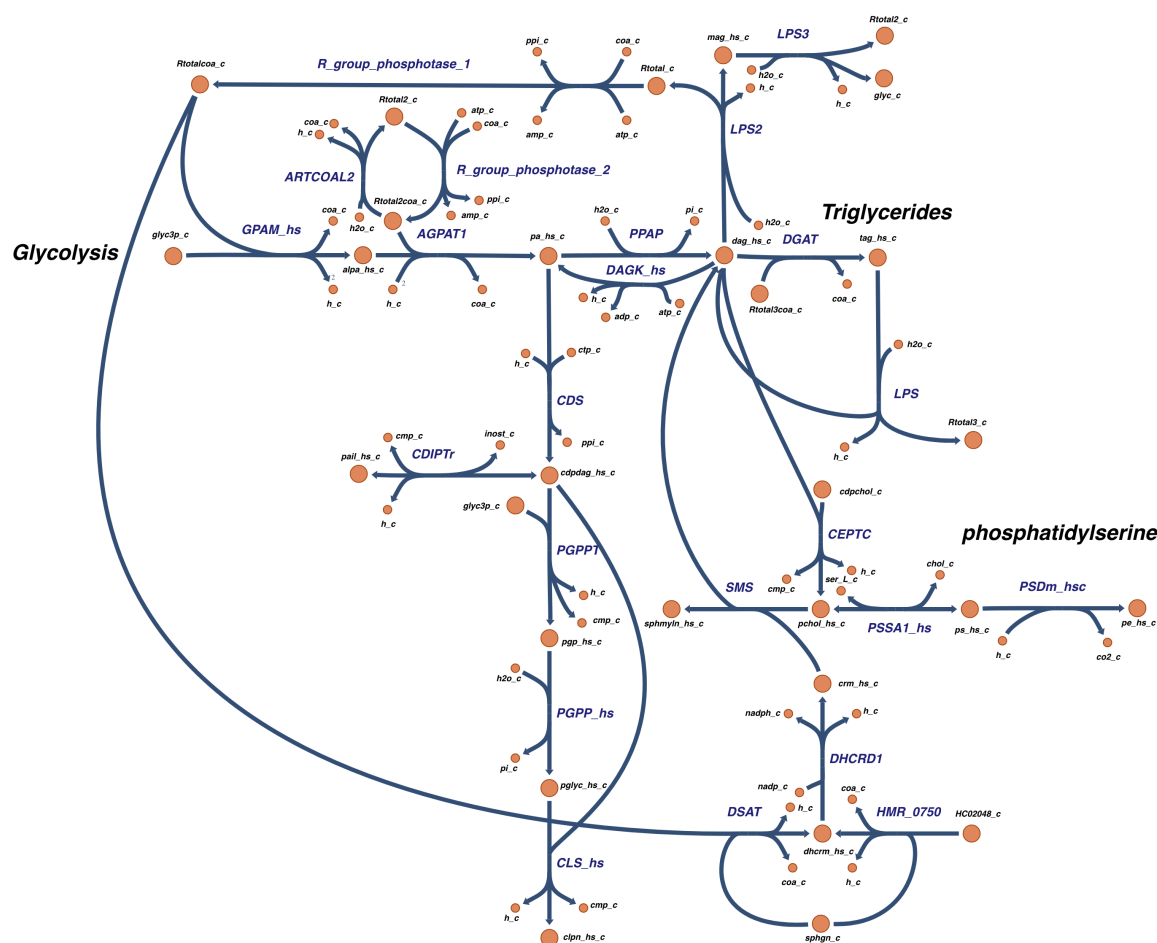 Rtotal2_c
LPS3
mag_hs_c
ppi_c
coa_c
R_group_phosphotase_1
Rtotalcoa_c
Rtotal_c
h2o_c
h_c
h_c
glyc_c
Rtotal2_c
atp_c
coa_c
coa_c
h_c
amp_c
atp_c
LPS2
ARTCOAL2
R_group_phosphotase_2
Rtotal2coa_c
ppi_c
amp_c
coa_c
h2o_c
h2o_c
pi_c
h2o_c
Triglycerides
Glycolysis
glyc3p_c
GPAM_hs
AGPAT1
pa_hs_c
PPAP
dag_hs_c
DGAT
tag_hs_c
alpa_hs_c
DAGK_hs
2
h_c
2
h_c
coa_c
h_c
adp_c
atp_c
Rtotal3coa_c
coa_c
h_c
ctp_c
h2o_c
CDS
LPS
Rtotal3_c
cmp_c
inost_c
ppi_c
h_c
pail_hs_c
CDIPTr
cdpdag_hs_c
h_c
glyc3p_c
cdpchol_c
PGPPT
CEPTC
phosphatidylserine
h_c
cmp_c
cmp_c
h_c
ser_L_c
chol_c
SMS
PSDm_hsc
sphmyln_hs_c
pchol_hs_c
PSSA1_hs
ps_hs_c
pe_hs_c
pgp_hs_c
h_c
co2_c
h2o_c
crm_hs_c
PGPP_hs
nadph_c
h_c
pi_c
DHCRD1
pglyc_hs_c
nadp_c
coa_c
h_c
DSAT
HMR_0750
HC02048_c
dhcrm_hs_c
CLS_hs
coa_c
h_c
h_c
cmp_c
clpn_hs_c
sphgn_c